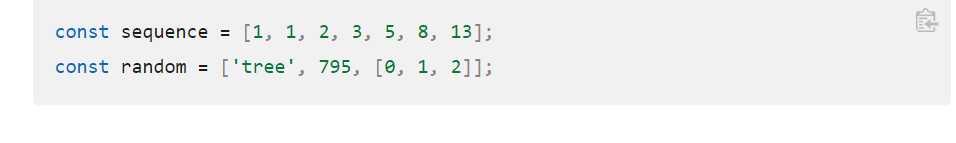 const sequence = [1, 1, 2, 3, 5, 8, 13];
const random = ['tree', 795, [0, 1, 2]];